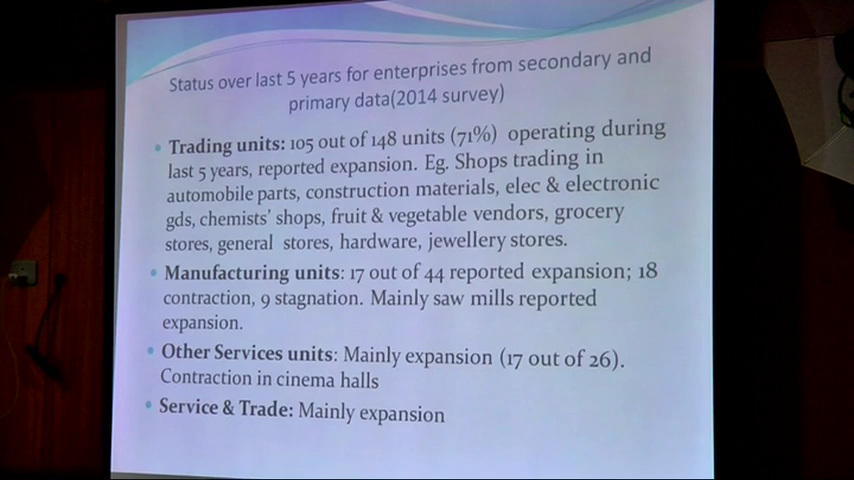 Status over last 5 years for enterprises from secondary and
primary data(2014 survey)
• Trading units: 105 out of 148 units (71%) operating during
last 5 years, reported expansion. Eg. Shops trading in
automobile parts, construction materials, elec & electronic
gds, chemists' shops, fruit & vegetable vendors, grocery
stores, general stores, hardware, jewellery stores.
• Manufacturing units: 17 out of 44 reported expansion; 18
contraction, 9 stagnation. Mainly saw mills reported
expansion.
• Other Services units: Mainly expansion (17 out of 26).
Contraction in cinema halls
• Service & Trade: Mainly expansion